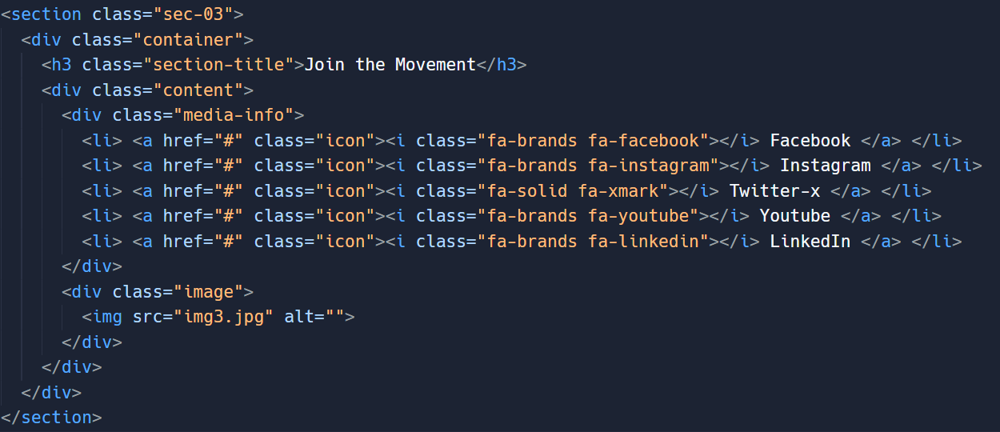 <section class="sec-03">
  <div class="container">
    <h3 class="section-title">Join the Movement</h3>
    <div class="content">
      <div class="media-info">
        <li> <a href="#" class="icon"><i class="fa-brands fa-facebook"></i> Facebook </a> </li>
        <li> <a href="#" class="icon"><i class="fa-brands fa-instagram"></i> Instagram </a> </li>
        <li> <a href="#" class="icon"><i class="fa-solid fa-xmark"></i> Twitter-x </a> </li>
        <li> <a href="#" class="icon"><i class="fa-brands fa-youtube"></i> Youtube </a> </li>
        <li> <a href="#" class="icon"><i class="fa-brands fa-linkedin"></i> LinkedIn </a> </li>
      </div>
      <div class="image">
        <img src="img3.jpg" alt="">
      </div>
    </div>
  </div>
</section>